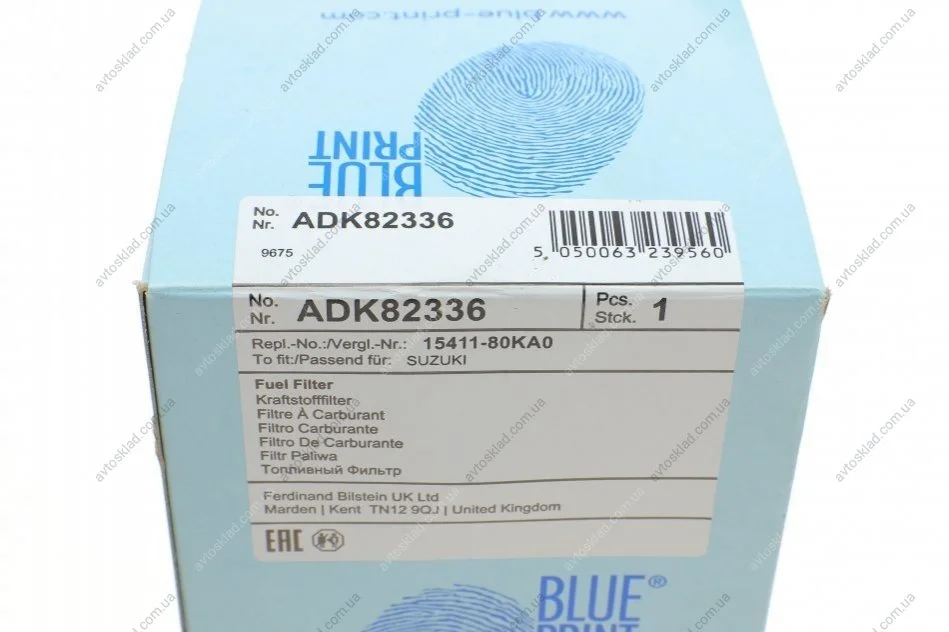 www.blue-print.com
BLUE
PRINT
No.
Nr. ADK82336
9675
5 050063 239560
No.
Nr. ADK82336
Pcs.
Stck. 1
Repl.-No.:/Vergl.-Nr.: 15411-80KA0
To fit:/Passend für: SUZUKI
Fuel Filter
Kraftstofffilter
Filtre À Carburant
Filtro Carburante
Filtro De Carburante
Filtr Paliwa
Топливный Фильтр
Ferdinand Bilstein UK Ltd
Marden | Kent TN12 9QJ | United Kingdom
EAC
BLUE®
PRINT
avtosklad.com.ua